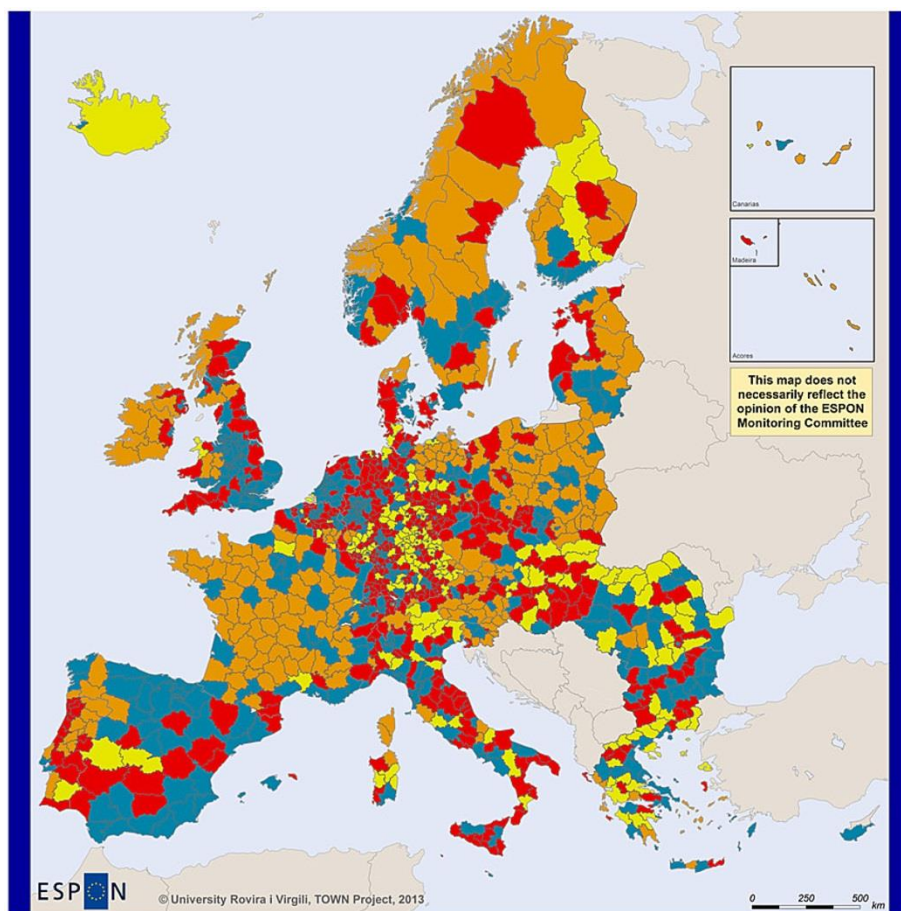 Canarias
Madeira
Acores
This map does not
necessarily reflect the
opinion of the ESPON
Monitoring Committee
ESPON
© University Rovira i Virgili, TOWN Project, 2013
0 250 500
km